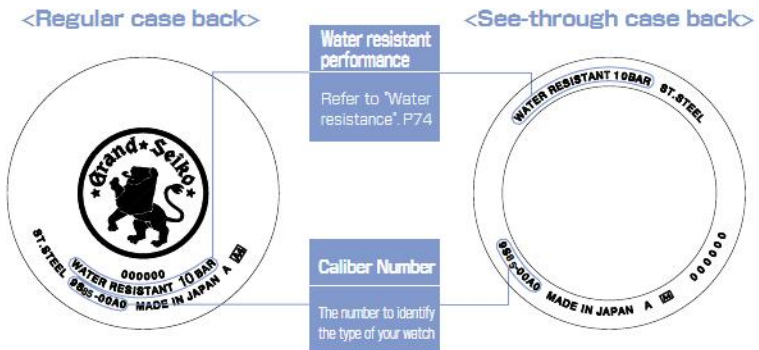 <Regular case back>
<See-through case back>
Water resistant
performance
Refer to "Water
resistance". P74
Grand Seiko
000000
WATER RESISTANT 10 BAR
ST.STEEL 9S65-00A0 MADE IN JAPAN A
WATER RESISTANT 10BAR ST.STEEL
9S65-00A0 MADE IN JAPAN A 000000
Caliber Number
The number to identify
the type of your watch